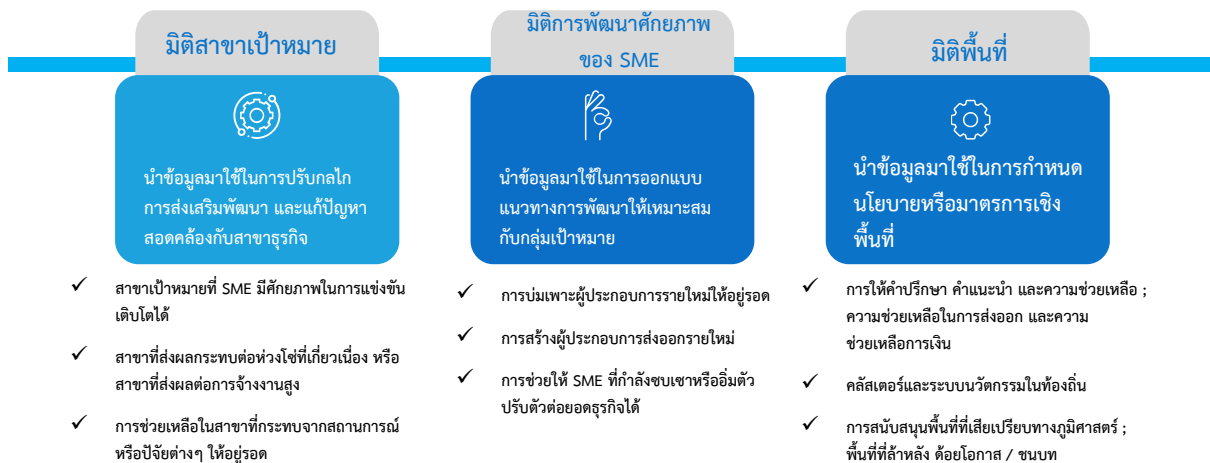 มิติสาขาเป้าหมาย
นำข้อมูลมาใช้ในการปรับกลไก
การส่งเสริมพัฒนา และแก้ปัญหา
สอดคล้องกับสาขาธุรกิจ
✓ สาขาเป้าหมายที่ SME มีศักยภาพในการแข่งขัน
เติบโตได้
✓ สาขาที่ส่งผลกระทบต่อห่วงโซ่ที่เกี่ยวเนื่อง หรือ
สาขาที่ส่งผลต่อการจ้างงานสูง
✓ การช่วยเหลือในสาขาที่กระทบจากสถานการณ์
หรือปัจจัยต่างๆ ให้อยู่รอด
มิติการพัฒนาศักยภาพ
ของ SME
นำข้อมูลมาใช้ในการออกแบบ
แนวทางการพัฒนาให้เหมาะสม
กับกลุ่มเป้าหมาย
✓ การบ่มเพาะผู้ประกอบการรายใหม่ให้อยู่รอด
✓ การสร้างผู้ประกอบการส่งออกรายใหม่
✓ การช่วยให้ SME ที่กำลังซบเซาหรืออิ่มตัว
ปรับตัวต่อยอดธุรกิจได้
มิติพื้นที่
นำข้อมูลมาใช้ในการกำหนด
นโยบายหรือมาตรการเชิง
พื้นที่
✓ การให้คำปรึกษา คำแนะนำ และความช่วยเหลือ ;
ความช่วยเหลือในการส่งออก และความ
ช่วยเหลือการเงิน
✓ คลัสเตอร์และระบบนวัตกรรมในท้องถิ่น
✓ การสนับสนุนพื้นที่ที่เสียเปรียบทางภูมิศาสตร์ ;
พื้นที่ที่ล้าหลัง ด้อยโอกาส / ชนบท